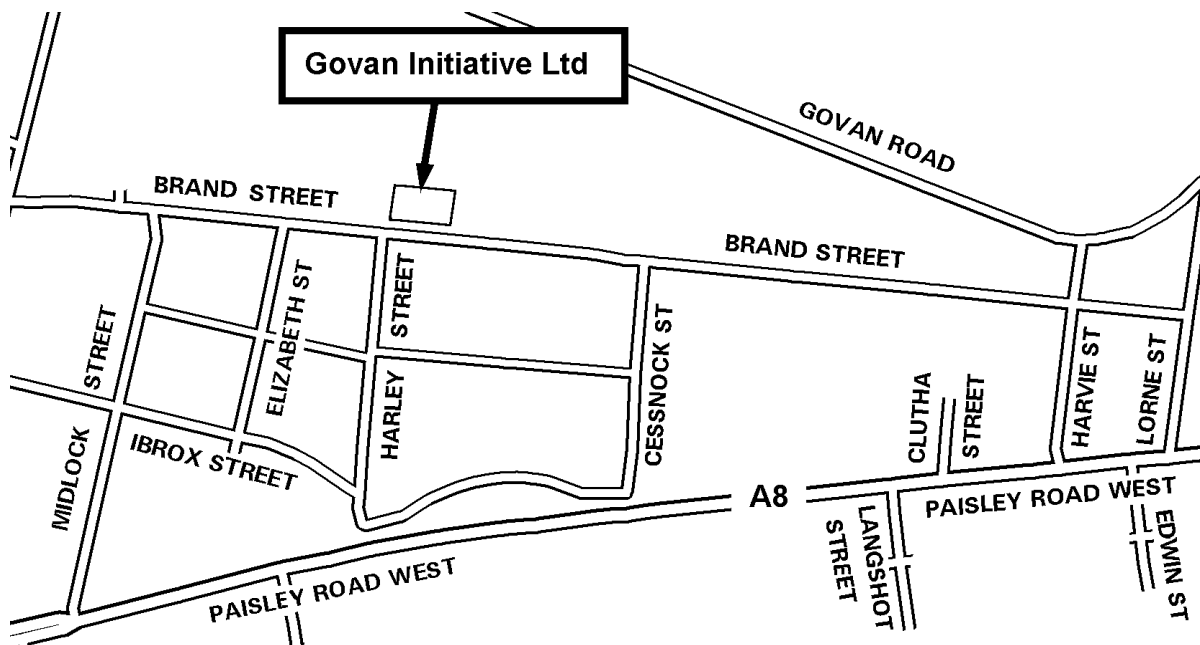 Govan Initiative Ltd
GOVAN ROAD
BRAND STREET
BRAND STREET
ELIZABETH ST
HARLEY STREET
CESSNOCK ST
MIDLOCK STREET
IBROX STREET
CLUTHA
STREET
HARVIE ST
LORNE ST
A8
PAISLEY ROAD WEST
PAISLEY ROAD WEST
LANGSHOT
STREET
EDWIN ST